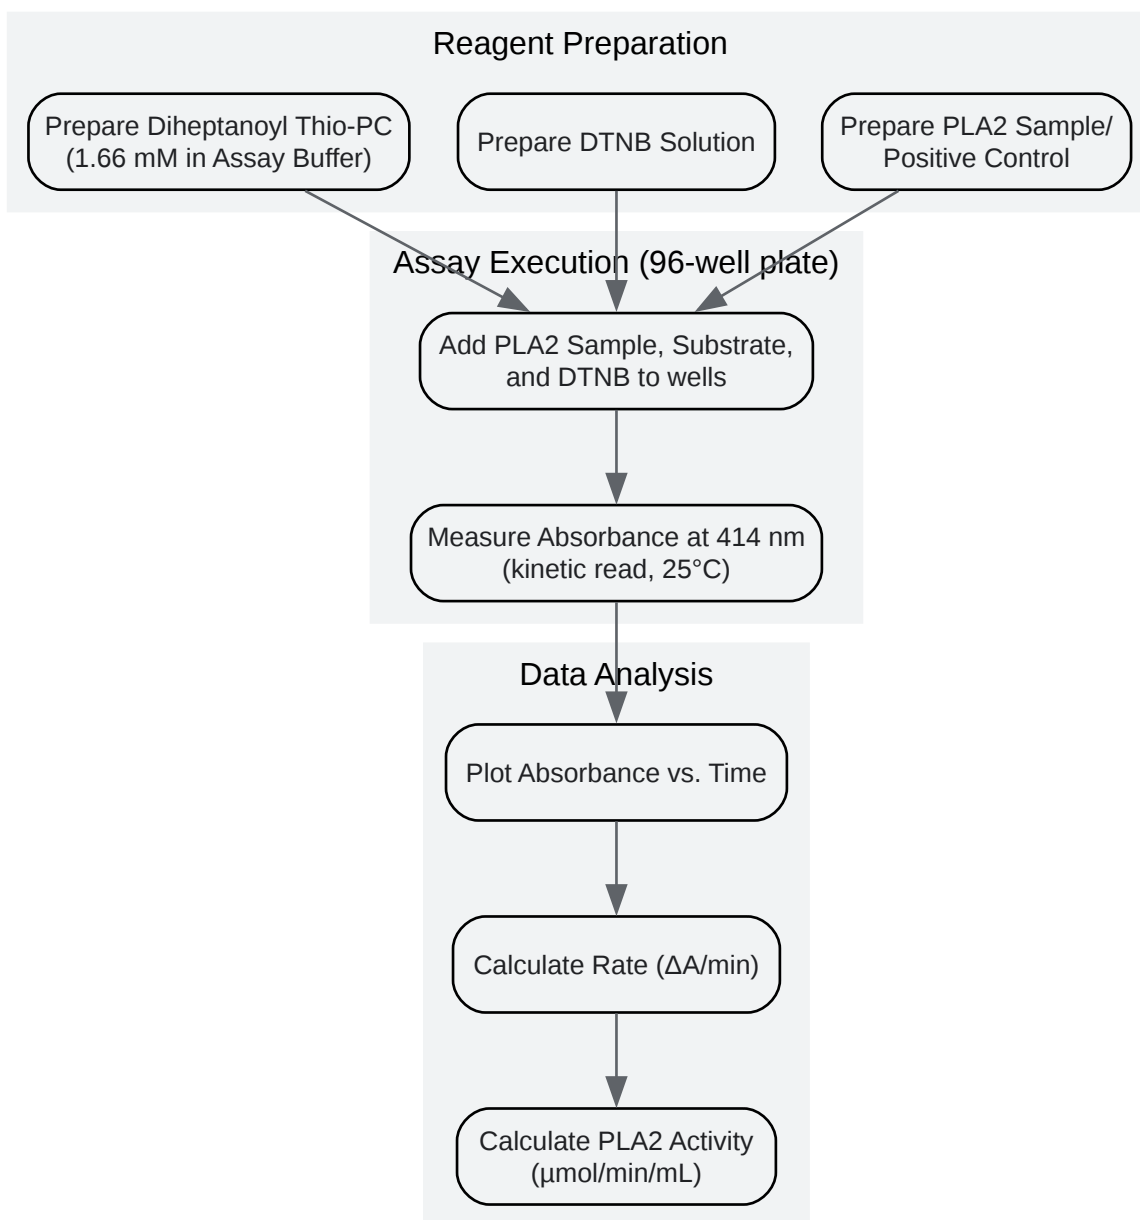 Reagent Preparation
Prepare Diheptanoyl Thio-PC
(1.66 mM in Assay Buffer)
Prepare DTNB Solution
Prepare PLA2 Sample/
Positive Control
Assay Execution (96-well plate)
Add PLA2 Sample, Substrate,
and DTNB to wells
Measure Absorbance at 414 nm
(kinetic read, 25°C)
Data Analysis
Plot Absorbance vs. Time
Calculate Rate (ΔA/min)
Calculate PLA2 Activity
(µmol/min/mL)